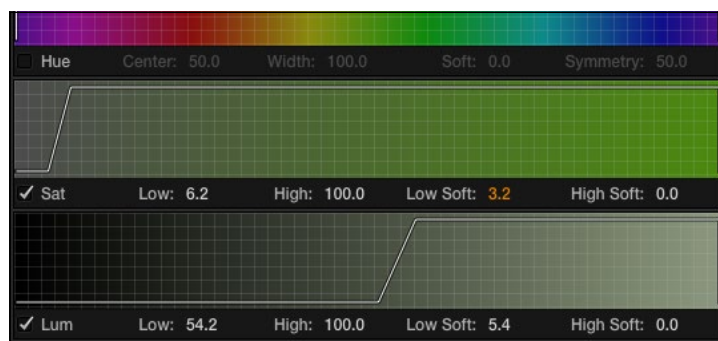 Hue Center: 50.0 Width: 100.0 Soft: 0.0 Symmetry: 50.0
Sat Low: 6.2 High: 100.0 Low Soft: 3.2 High Soft: 0.0
Lum Low: 54.2 High: 100.0 Low Soft: 5.4 High Soft: 0.0